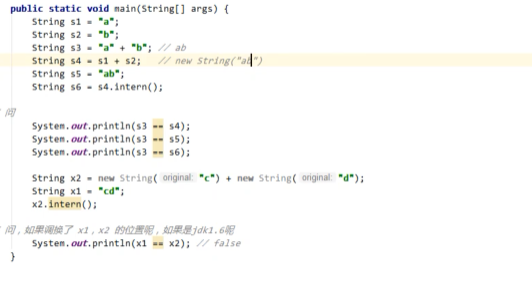 public static void main(String[] args) {
String s1 = "a";
String s2 = "b";
String s3 = "a" + "b"; // ab
String s4 = s1 + s2; // new String("ab")
String s5 = "ab";
String s6 = s4.intern();
问
System.out.println(s3 == s4);
System.out.println(s3 == s5);
System.out.println(s3 == s6);
String x2 = new String( original: "c") + new String( original: "d");
String x1 = "cd";
x2.intern();
问，如果调换了 x1，x2 的位置呢，如果是jdk1.6呢
System.out.println(x1 == x2); // false
}